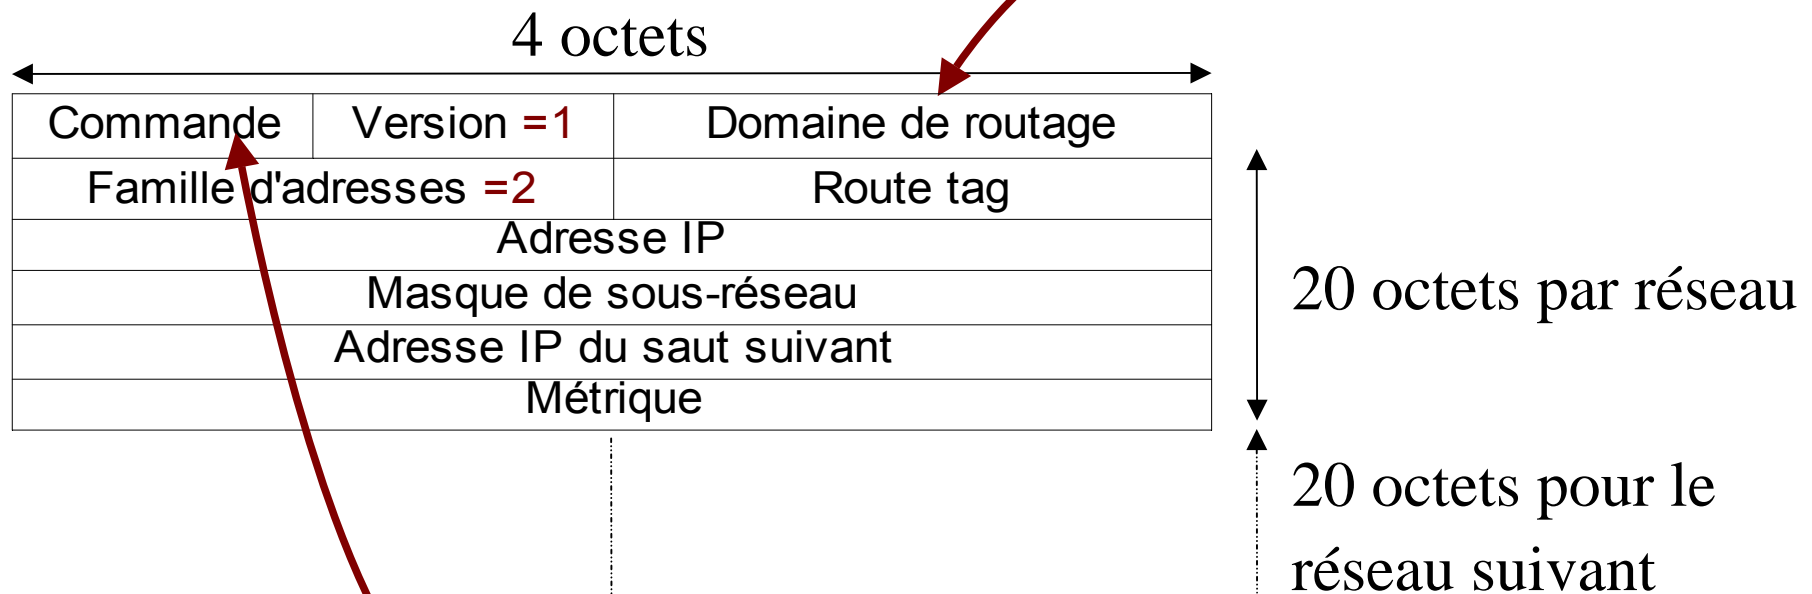 4 octets
Commande Version =1 Domaine de routage
Famille d'adresses =2 Route tag
Adresse IP
Masque de sous-réseau
Adresse IP du saut suivant
Métrique
20 octets par réseau
20 octets pour le
réseau suivant